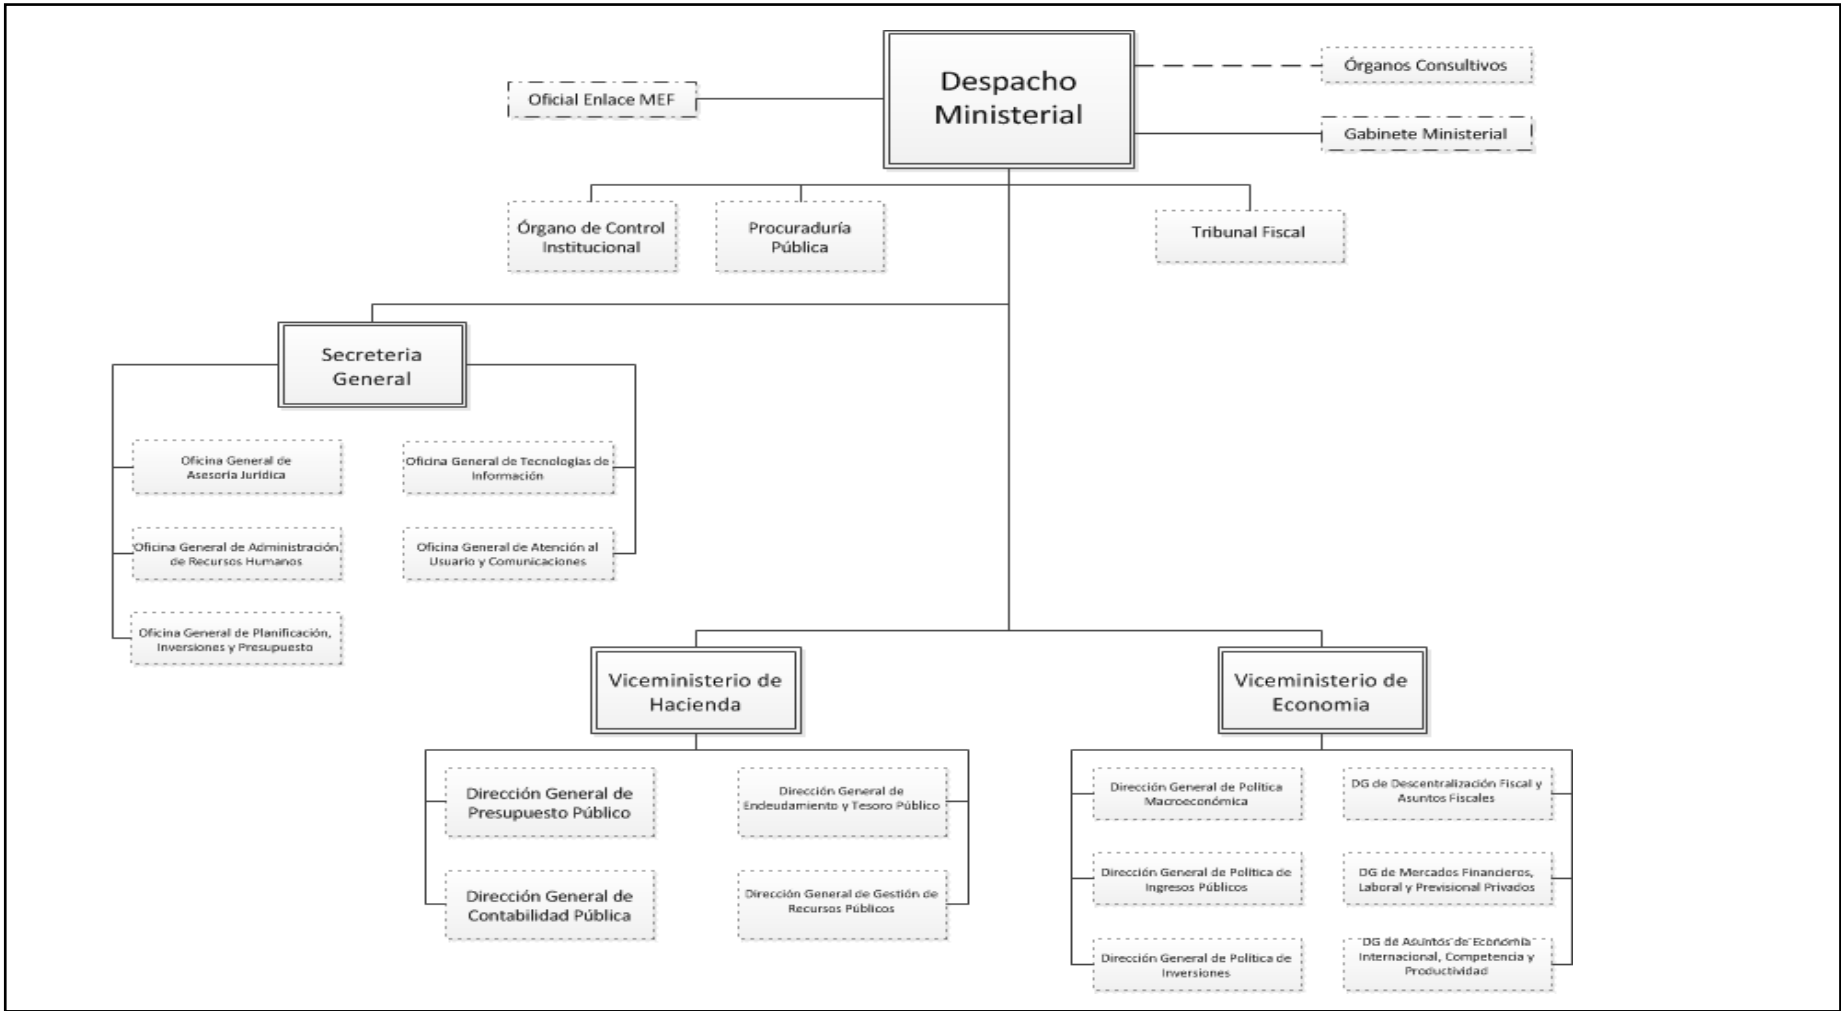 Despacho
Ministerial
Órganos Consultivos
Oficial Enlace MEF
Gabinete Ministerial
Órgano de Control
Institucional
Procuraduría
Pública
Tribunal Fiscal
Secreteria
General
Oficina General de
Asesoría Jurídica
Oficina General de Tecnologías de
Información
Oficina General de Administración
de Recursos Humanos
Oficina General de Atención al
Usuario y Comunicaciones
Oficina General de Planificación,
Inversiones y Presupuesto
Viceministerio de
Hacienda
Viceministerio de
Economia
Dirección General de
Presupuesto Público
Dirección General de
Endeudamiento y Tesoro Público
Dirección General de
Contabilidad Pública
Dirección General de Gestión de
Recursos Públicos
Dirección General de Política
Macroeconómica
DG de Descentralización Fiscal y
Asuntos Fiscales
Dirección General de Política de
Ingresos Públicos
DG de Mercados Financieros,
Laboral y Previsional Privados
Dirección General de Política de
Inversiones
DG de Asuntos de Economía
Internacional, Competencia y
Productividad